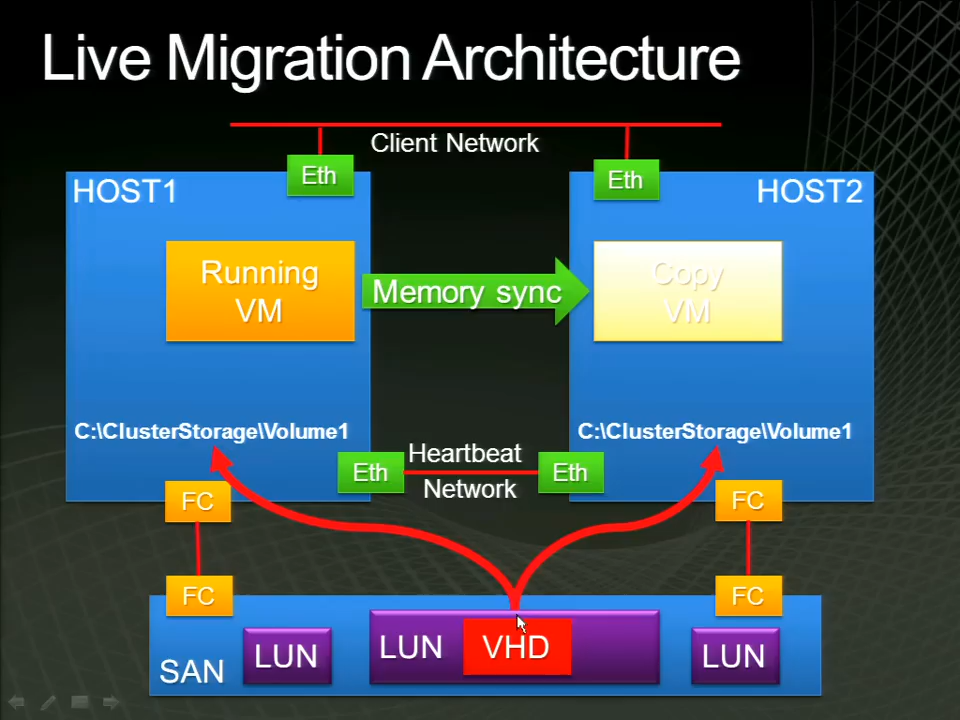 Live Migration Architecture
Client Network
Eth
Eth
HOST1
HOST2
Running
VM
Memory sync
Copy
VM
C:\ClusterStorage\Volume1
C:\ClusterStorage\Volume1
Heartbeat
Network
Eth
Eth
FC
FC
FC
FC
SAN
LUN
LUN
VHD
LUN